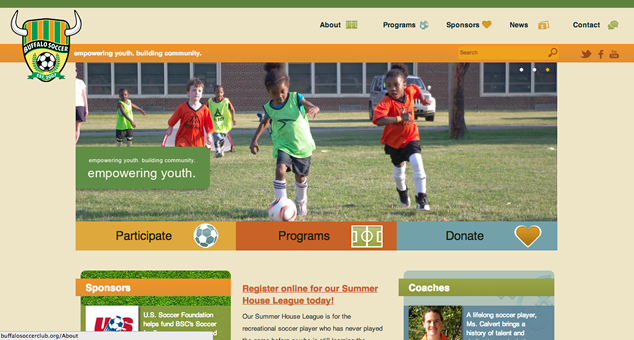 About
Programs
Sponsors
News
Contact
BUFFALO SOCCER
empowering youth. building community.
Search
empowering youth. building community.
empowering youth.
Participate
Programs
Donate
Sponsors
U.S. Soccer Foundation
helps fund BSC's Soccer
US
Register online for our Summer
House League today!
Our Summer House League is for the
recreational soccer player who has never played
Coaches
A lifelong soccer player,
Ms. Calvert brings a
history of talent and
buffalosoccerclub.org/About